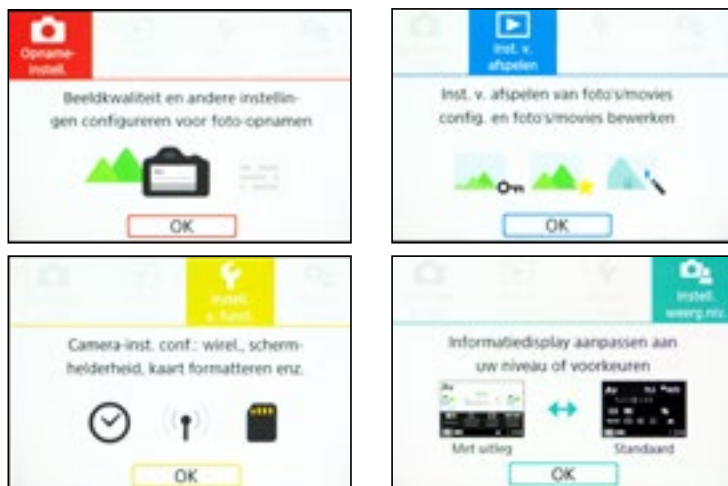 Opname-
instell.
Beeldkwaliteit en andere instellin-
gen configureren voor foto-opnamen
OK
Inst. v.
afspelen
Inst. v. afspelen van foto's/movies
config. en foto's/movies bewerken
OK
Instell.
v. funct.
Camera-inst. conf.: wirel., scherm-
helderheid, kaart formatteren enz.
OK
Instell.
weerg.niv.
Informatiedisplay aanpassen aan
uw niveau of voorkeuren
Met uitleg
Standaard
OK